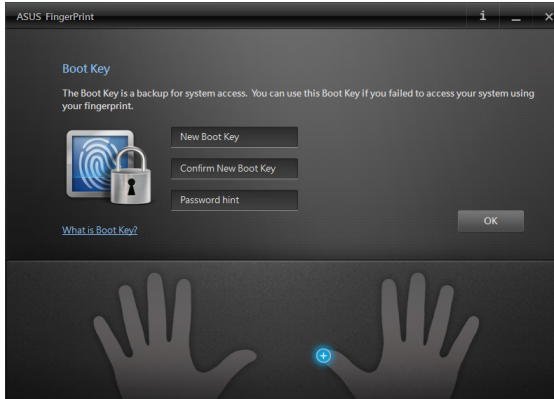 ASUS FingerPrint
Boot Key
The Boot Key is a backup for system access. You can use this Boot Key if you failed to access your system using
your fingerprint.
New Boot Key
Confirm New Boot Key
Password hint
What is Boot Key?
OK